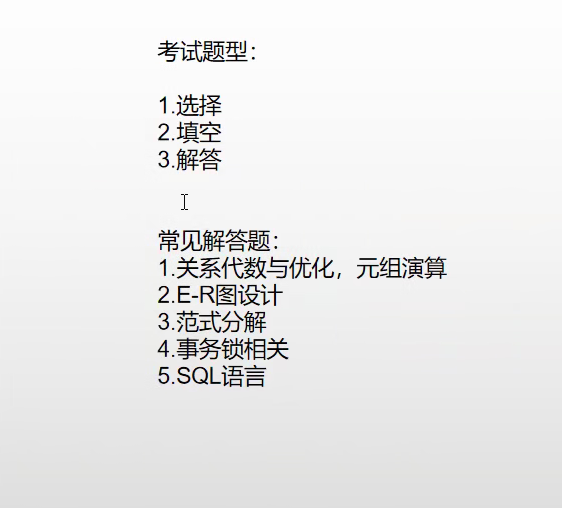 考试题型：
1.选择
2.填空
3.解答
常见解答题：
1.关系代数与优化，元组演算
2.E-R图设计
3.范式分解
4.事务锁相关
5.SQL语言